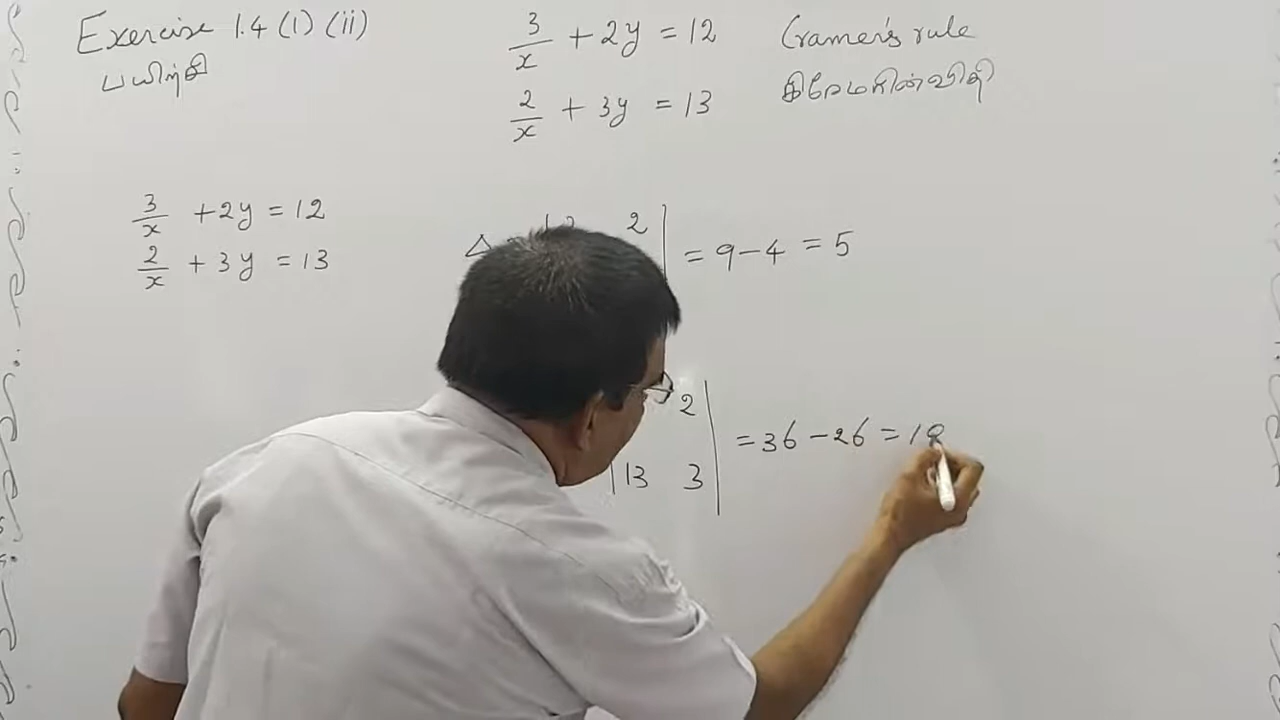 Exercise 1.4 (1) (ii)
பயிற்சி
3/x + 2y = 12
2/x + 3y = 13
Cramer's rule
கிரேமரின் விதி
3/x + 2y = 12
2/x + 3y = 13
Δ 2 | = 9 - 4 = 5
2
| 13 3 | = 36 - 26 =